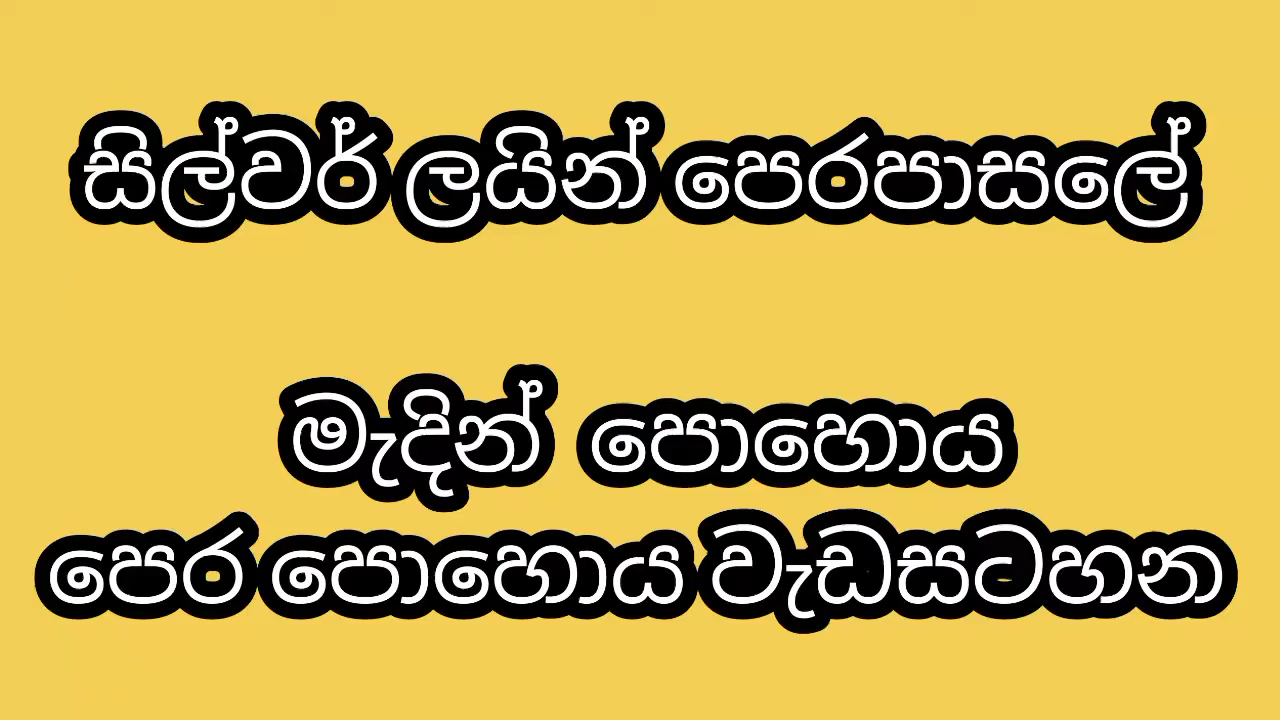 සිල්වර් ලයින් පෙරපාසලේ
මැදින් පොහොය
පෙර පොහොය වැඩසටහන